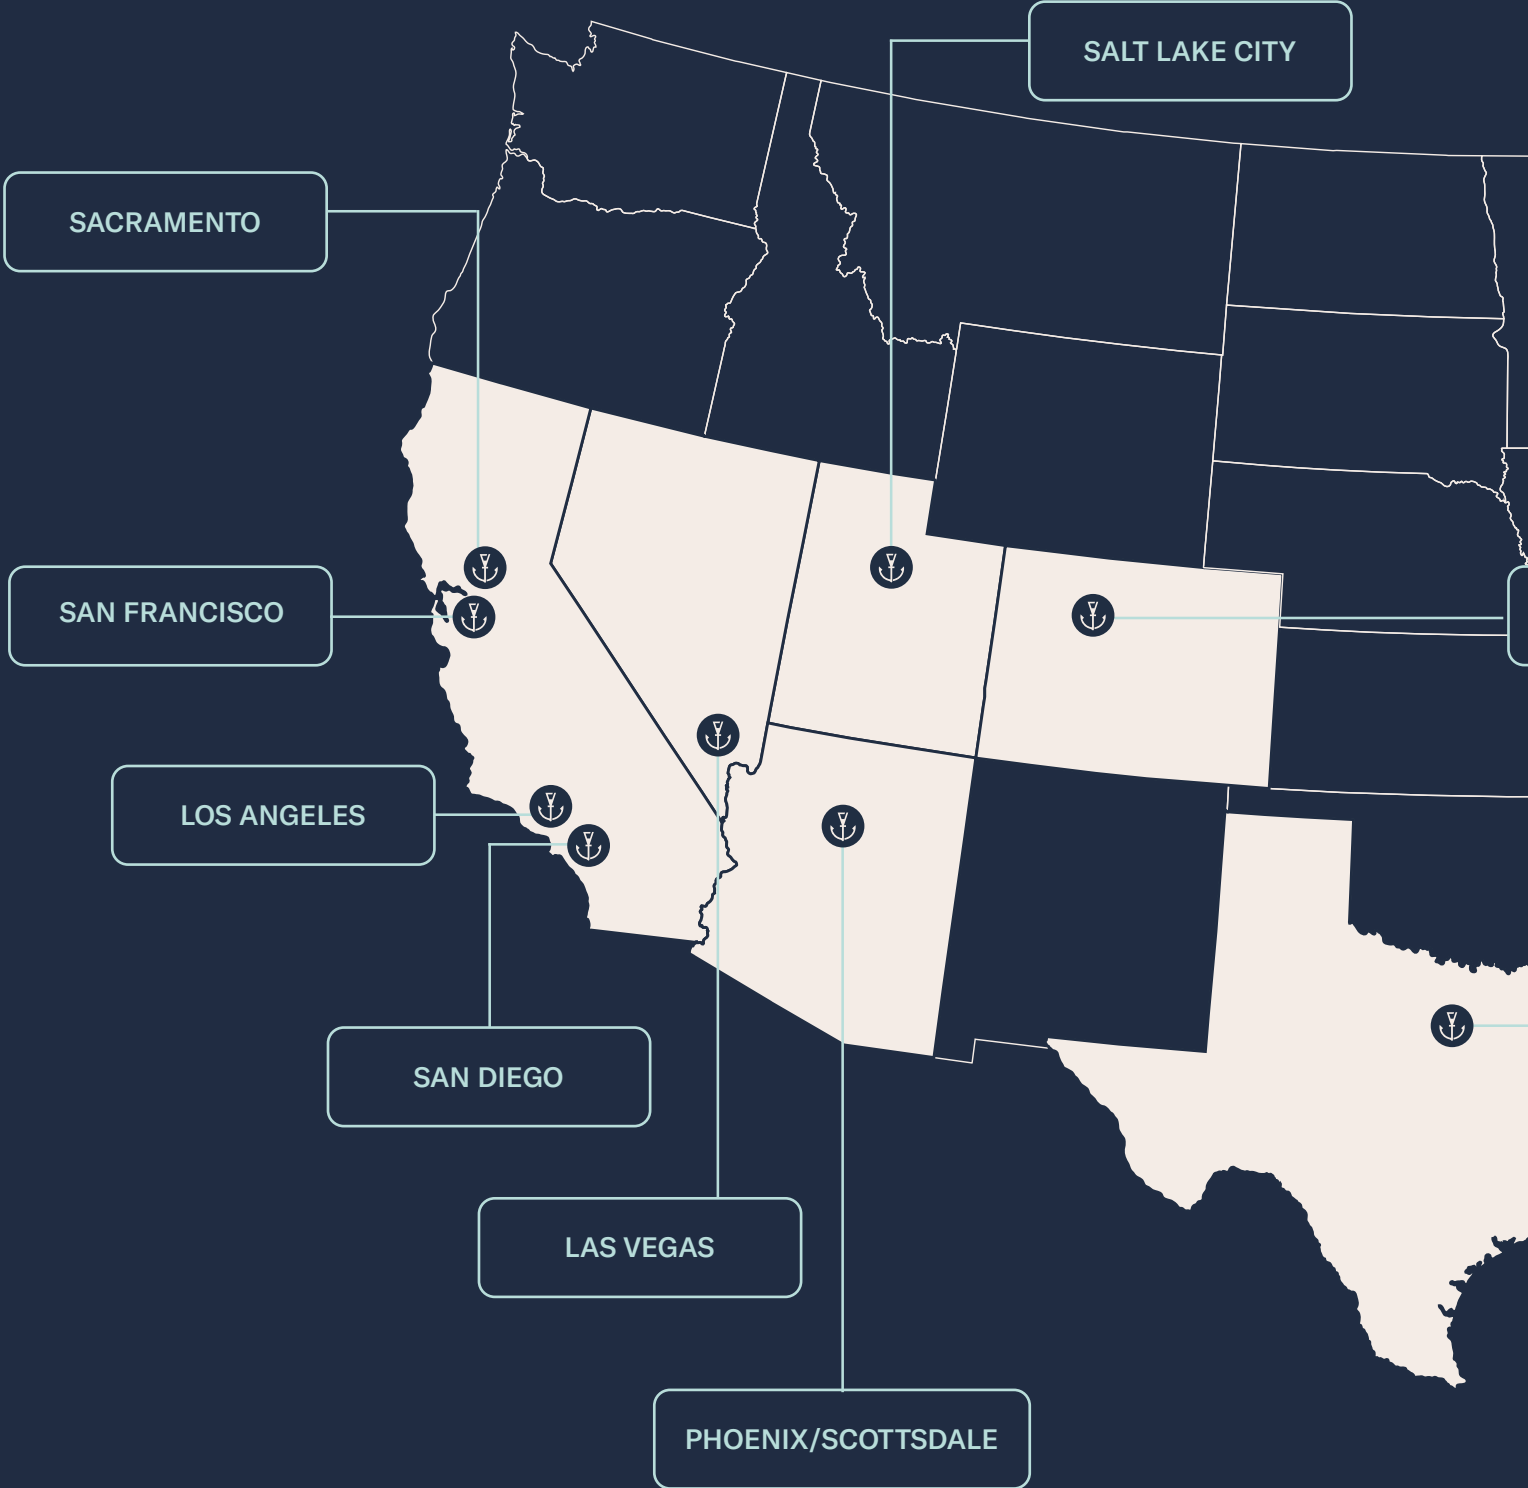 SALT LAKE CITY
SACRAMENTO
SAN FRANCISCO
LOS ANGELES
SAN DIEGO
LAS VEGAS
PHOENIX/SCOTTSDALE